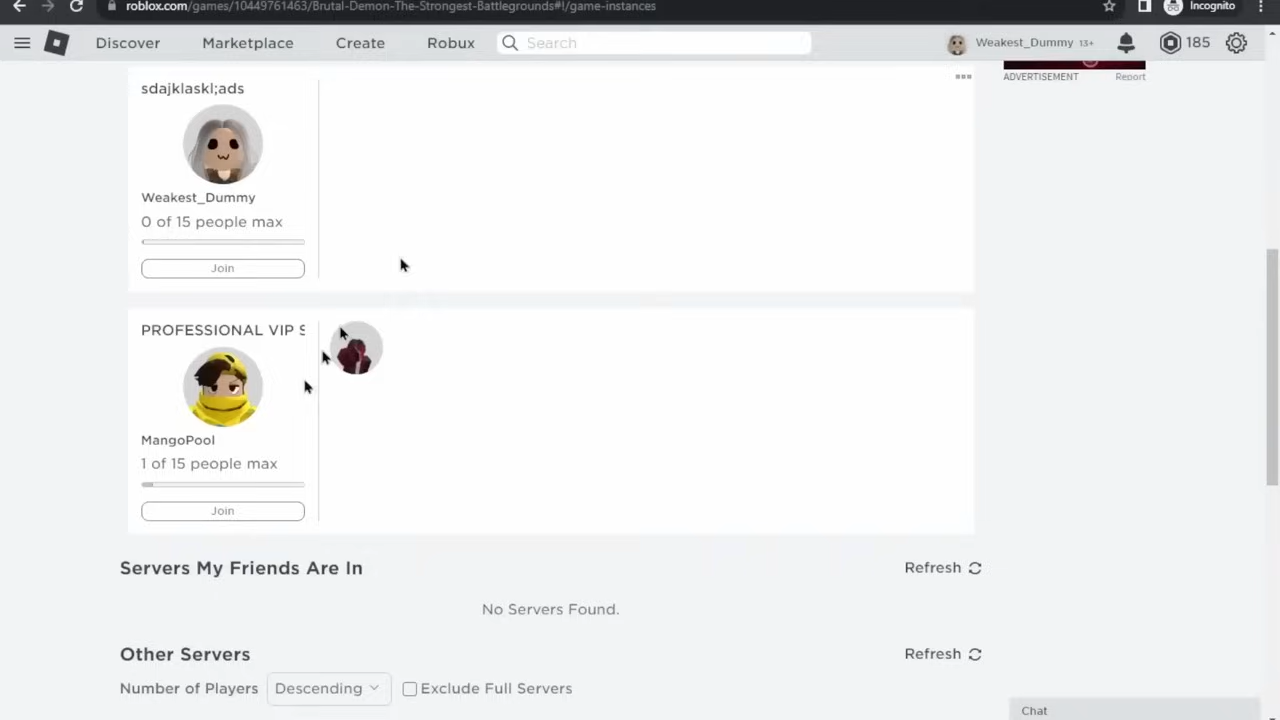 roblox.com/games/10449761463/Brutal-Demon-The-Strongest-Battlegrounds#!/game-instances
Incognito
Discover
Marketplace
Create
Robux
Search
Weakest_Dummy 13+
185
sdajklaskl;ads
ADVERTISEMENT
Report
Weakest_Dummy
0 of 15 people max
Join
PROFESSIONAL VIP S
MangoPool
1 of 15 people max
Join
Servers My Friends Are In
Refresh
No Servers Found.
Other Servers
Refresh
Number of Players
Descending
Exclude Full Servers
Chat